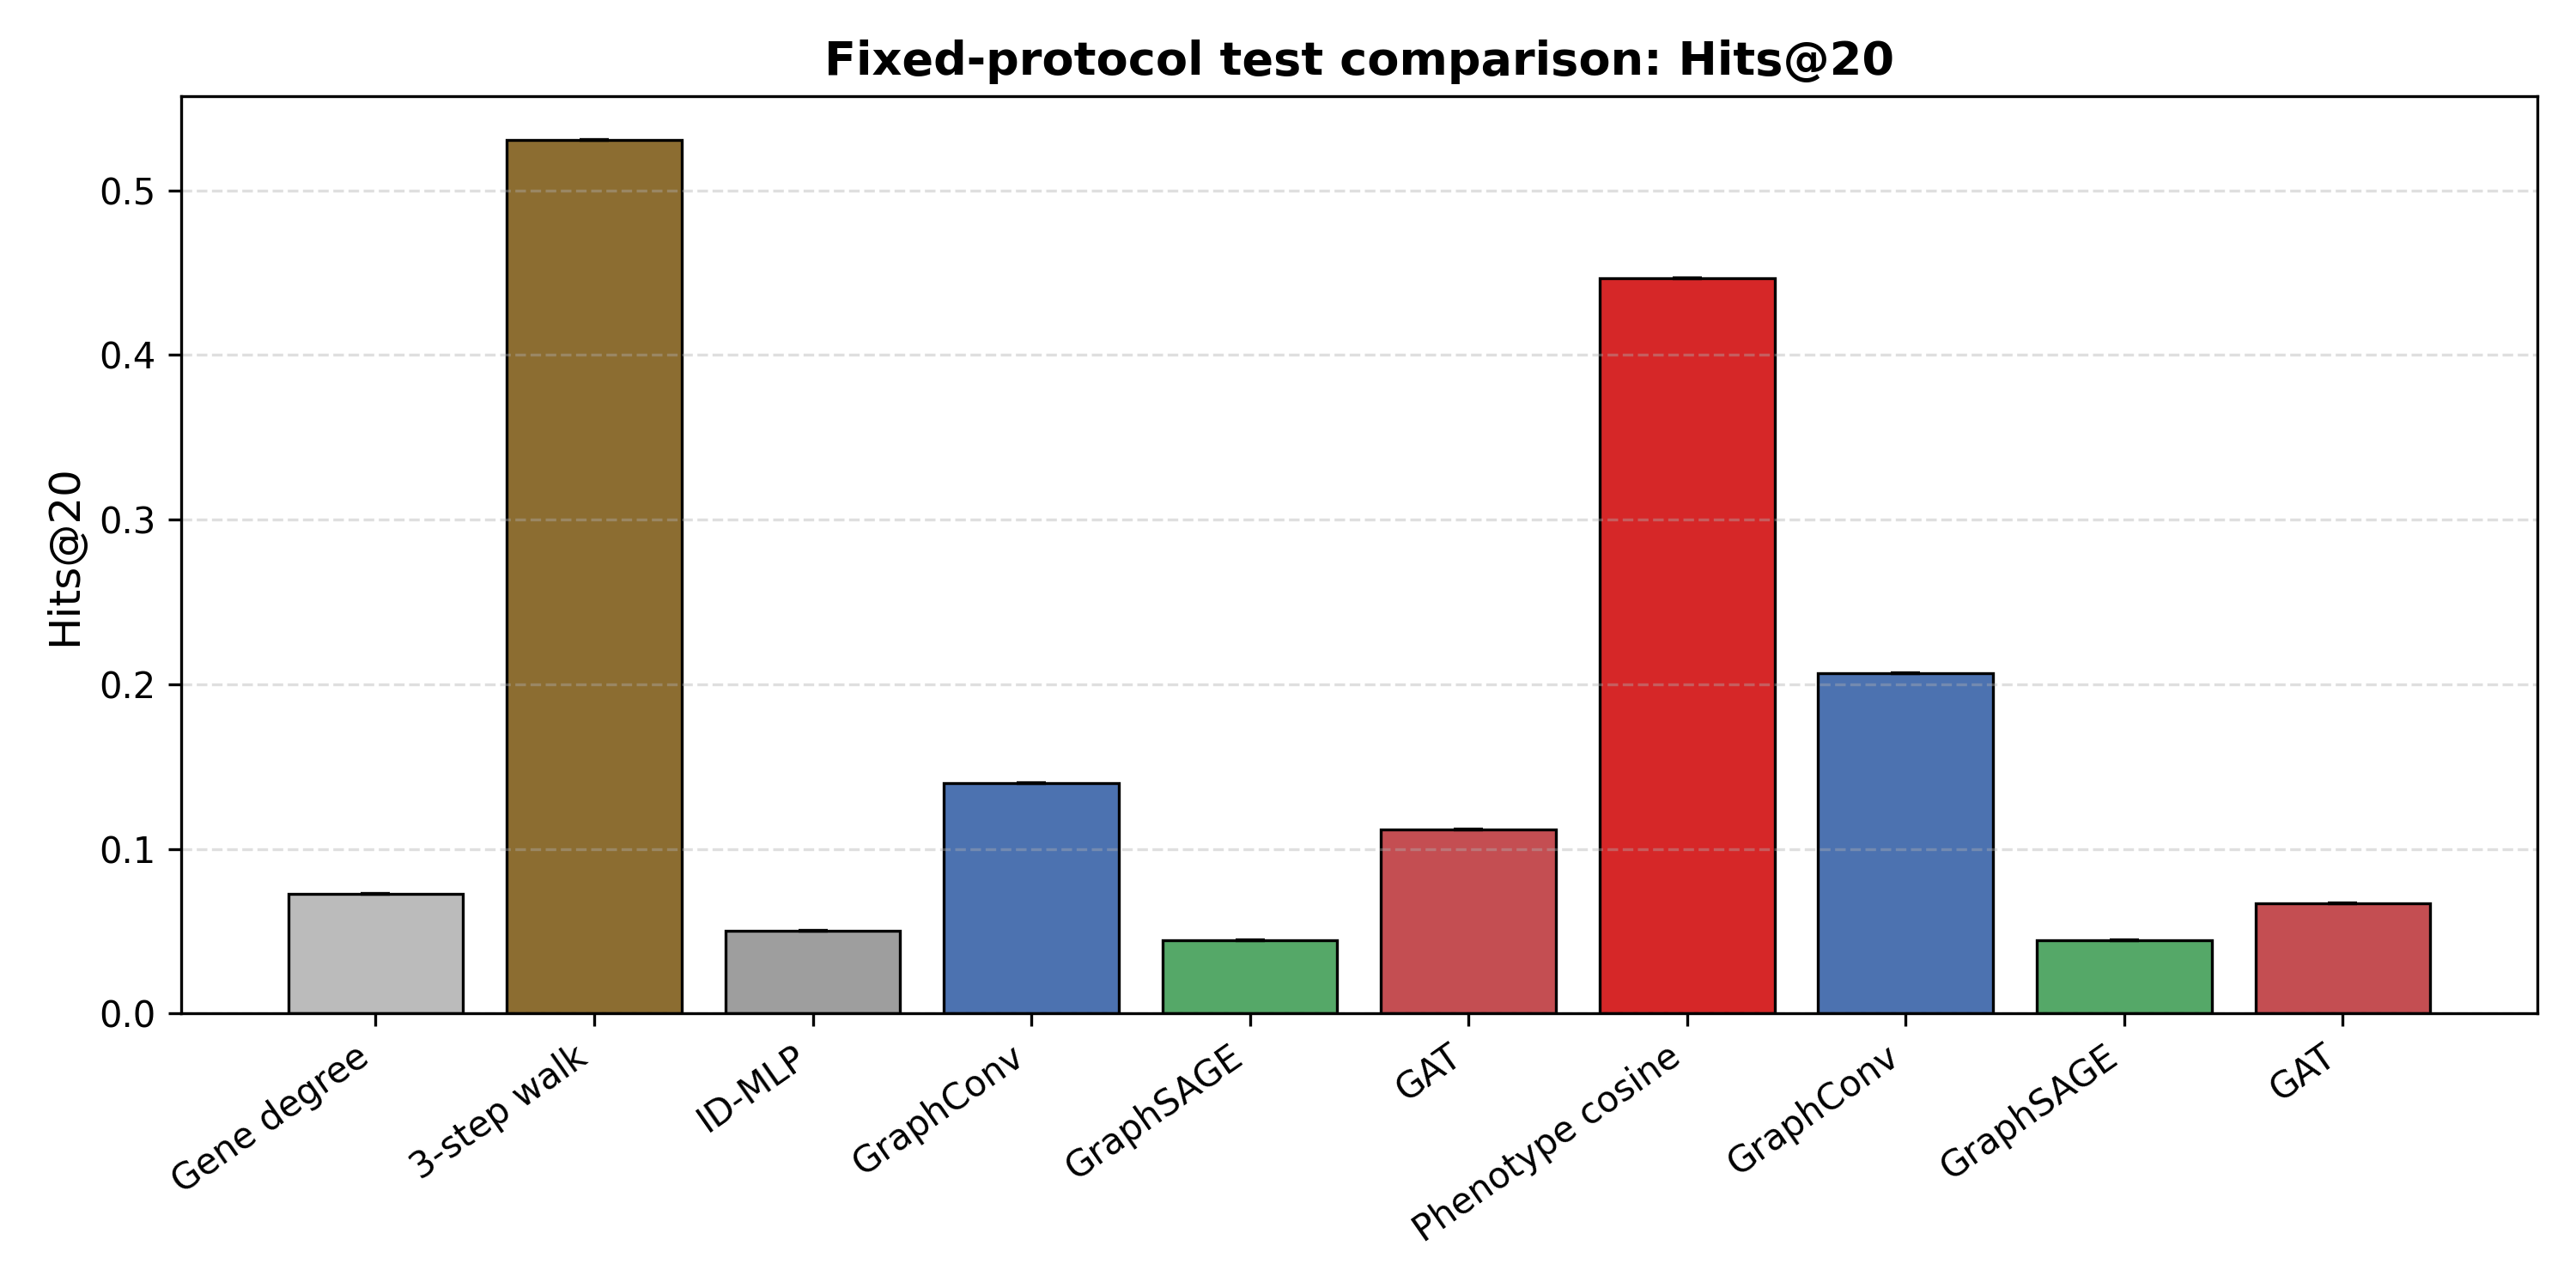 Fixed-protocol test comparison: Hits@20
Hits@20
0.5
0.4
0.3
0.2
0.1
0.0
Gene degree
3-step walk
ID-MLP
GraphConv
GraphSAGE
GAT
Phenotype cosine
GraphConv
GraphSAGE
GAT